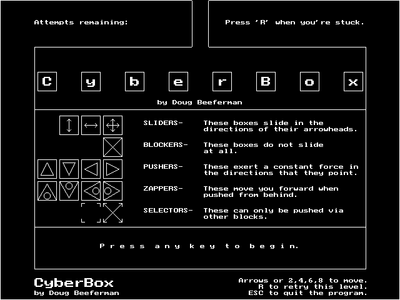 Attempts remaining:
Press 'R' when you're stuck.
C y b e r B o x
by Doug Beeferman
SLIDERS- These boxes slide in the
directions of their arrowheads.
BLOCKERS- These boxes do not slide
at all.
PUSHERS- These exert a constant force in
the directions that they point.
ZAPPERS- These move you forward when
pushed from behind.
SELECTORS- These can only be pushed via
other blocks.
Press any key to begin.
CyberBox
by Doug Beeferman
Arrows or 2,4,6,8 to move.
R to retry this level.
ESC to quit the program.